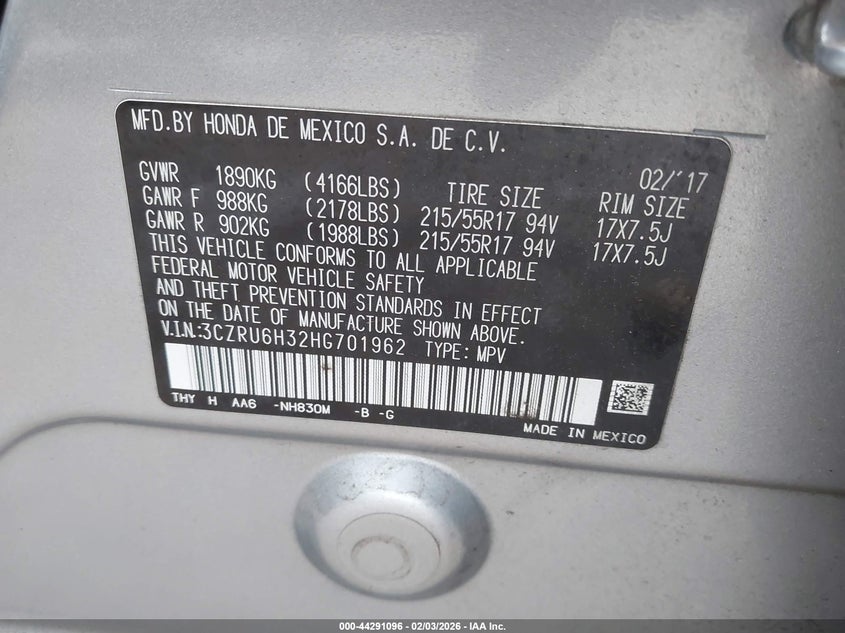 MFD.BY HONDA DE MEXICO S.A. DE C.V.
02/'17
GVWR 1890KG (4166LBS) TIRE SIZE RIM SIZE
GAWR F 988KG (2178LBS) 215/55R17 94V 17X7.5J
GAWR R 902KG (1988LBS) 215/55R17 94V 17X7.5J
THIS VEHICLE CONFORMS TO ALL APPLICABLE
FEDERAL MOTOR VEHICLE SAFETY
AND THEFT PREVENTION STANDARDS IN EFFECT
ON THE DATE OF MANUFACTURE SHOWN ABOVE.
V.I.N.:3CZRU6H32HG701962 TYPE: MPV
THY H AA6 -NH830M -B -G
MADE IN MEXICO
000-44291096 - 02/03/2026 - IAA Inc.